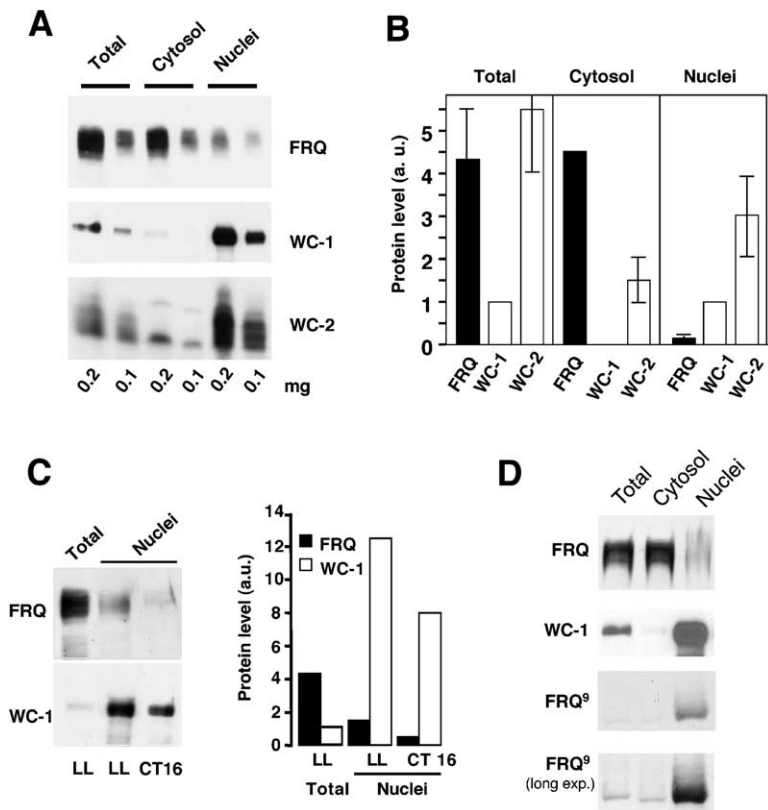 A
Total
Cytosol
Nuclei
FRQ
WC-1
WC-2
0.2
0.1
0.2
0.1
0.2
0.1
mg
B
Total
Cytosol
Nuclei
Protein level (a. u.)
5
4
3
2
1
0
FRQ
WC-1
WC-2
FRQ
WC-1
WC-2
FRQ
WC-1
WC-2
C
Total
Nuclei
FRQ
WC-1
LL
LL
CT16
Protein level (a.u.)
14
12
10
8
6
4
2
0
FRQ
WC-1
LL
LL
CT 16
Total
Nuclei
D
Total
Cytosol
Nuclei
FRQ
WC-1
FRQ⁹
FRQ⁹
(long exp.)